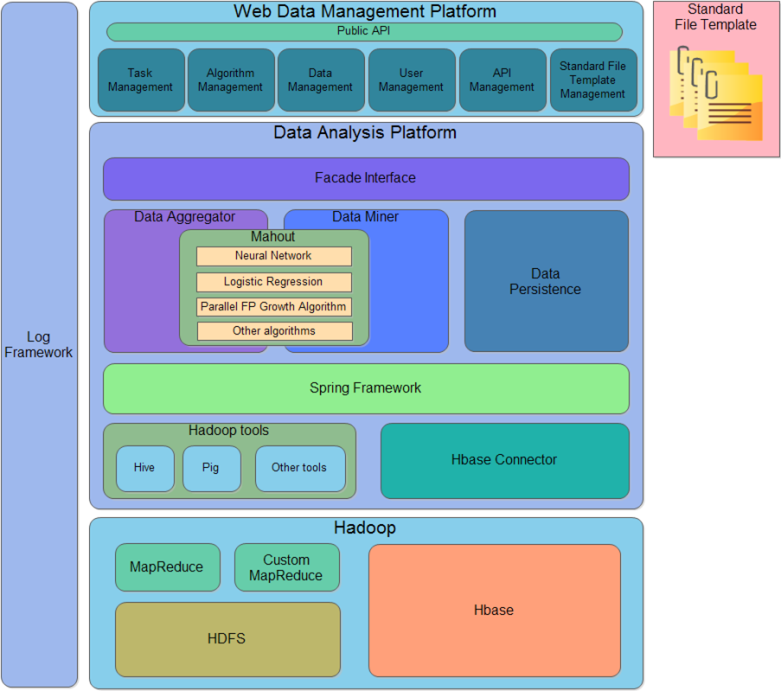 Web Data Management Platform
Public API
Task
Management
Algorithm
Management
Data
Management
User
Management
API
Management
Standard File
Template
Management
Standard
File Template
Data Analysis Platform
Facade Interface
Data Aggregator
Data Miner
Mahout
Neural Network
Logistic Regression
Parallel FP Growth Algorithm
Other algorithms
Data
Persistence
Log
Framework
Spring Framework
Hadoop tools
Hive
Pig
Other tools
Hbase Connector
Hadoop
MapReduce
Custom
MapReduce
HDFS
Hbase